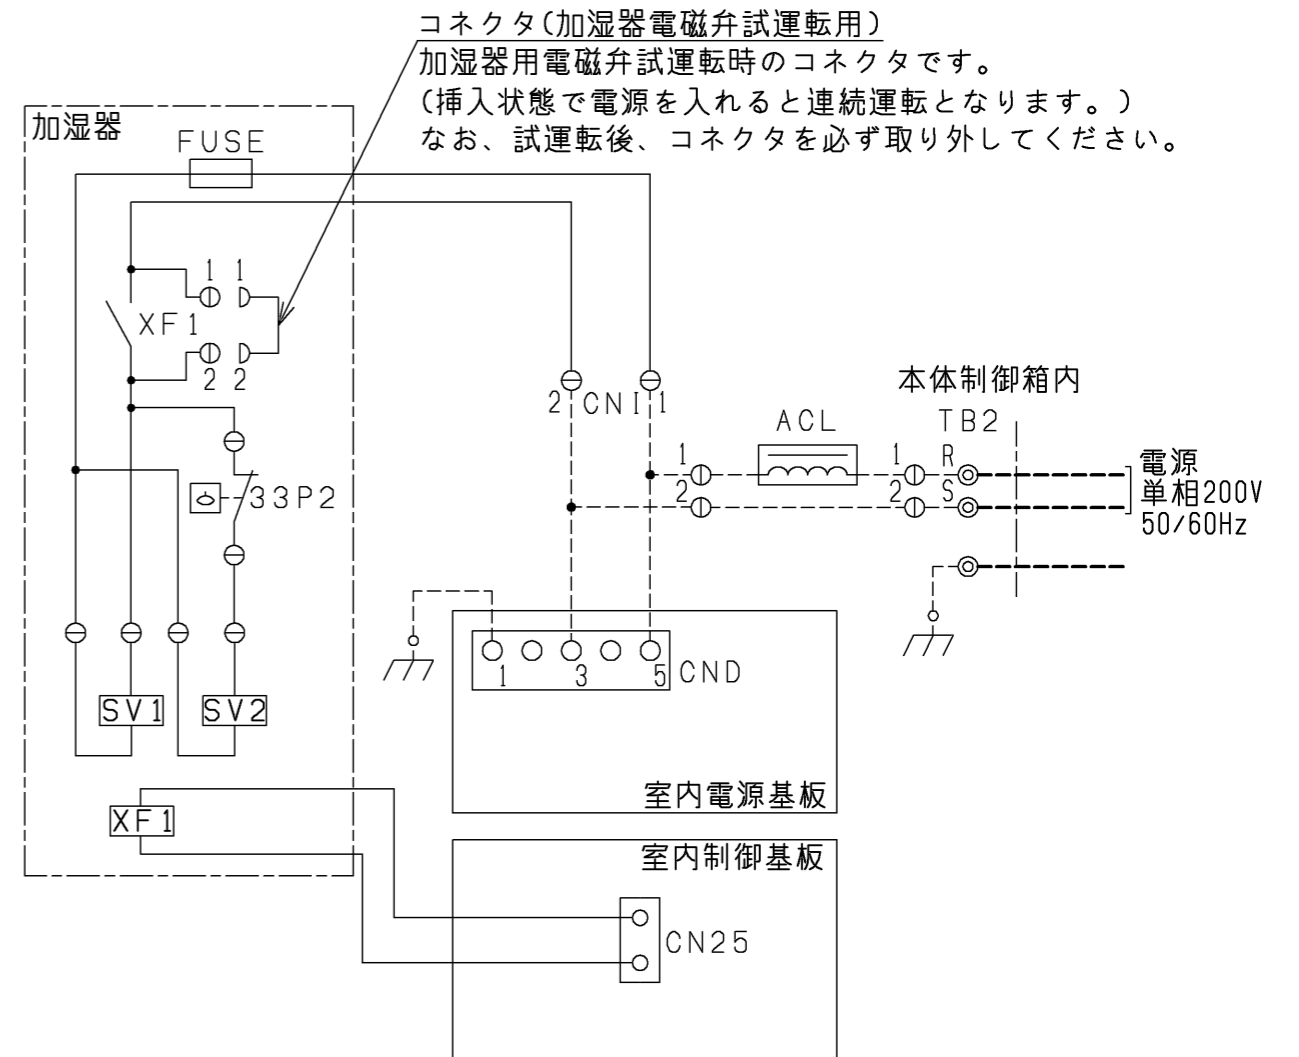 コネクタ(加湿器電磁弁試運転用)
加湿器用電磁弁試運転時のコネクタです。
(挿入状態で電源を入れると連続運転となります。)
なお、試運転後、コネクタを必ず取り外してください。
加湿器
FUSE
1 1
XF1
2 2
33P2
SV1
SV2
XF1
2 CNI 1
本体制御箱内
ACL
TB2
1
1
R
2
2
S
電源
単相200V
50/60Hz
1
3
5
CND
室内電源基板
室内制御基板
CN25